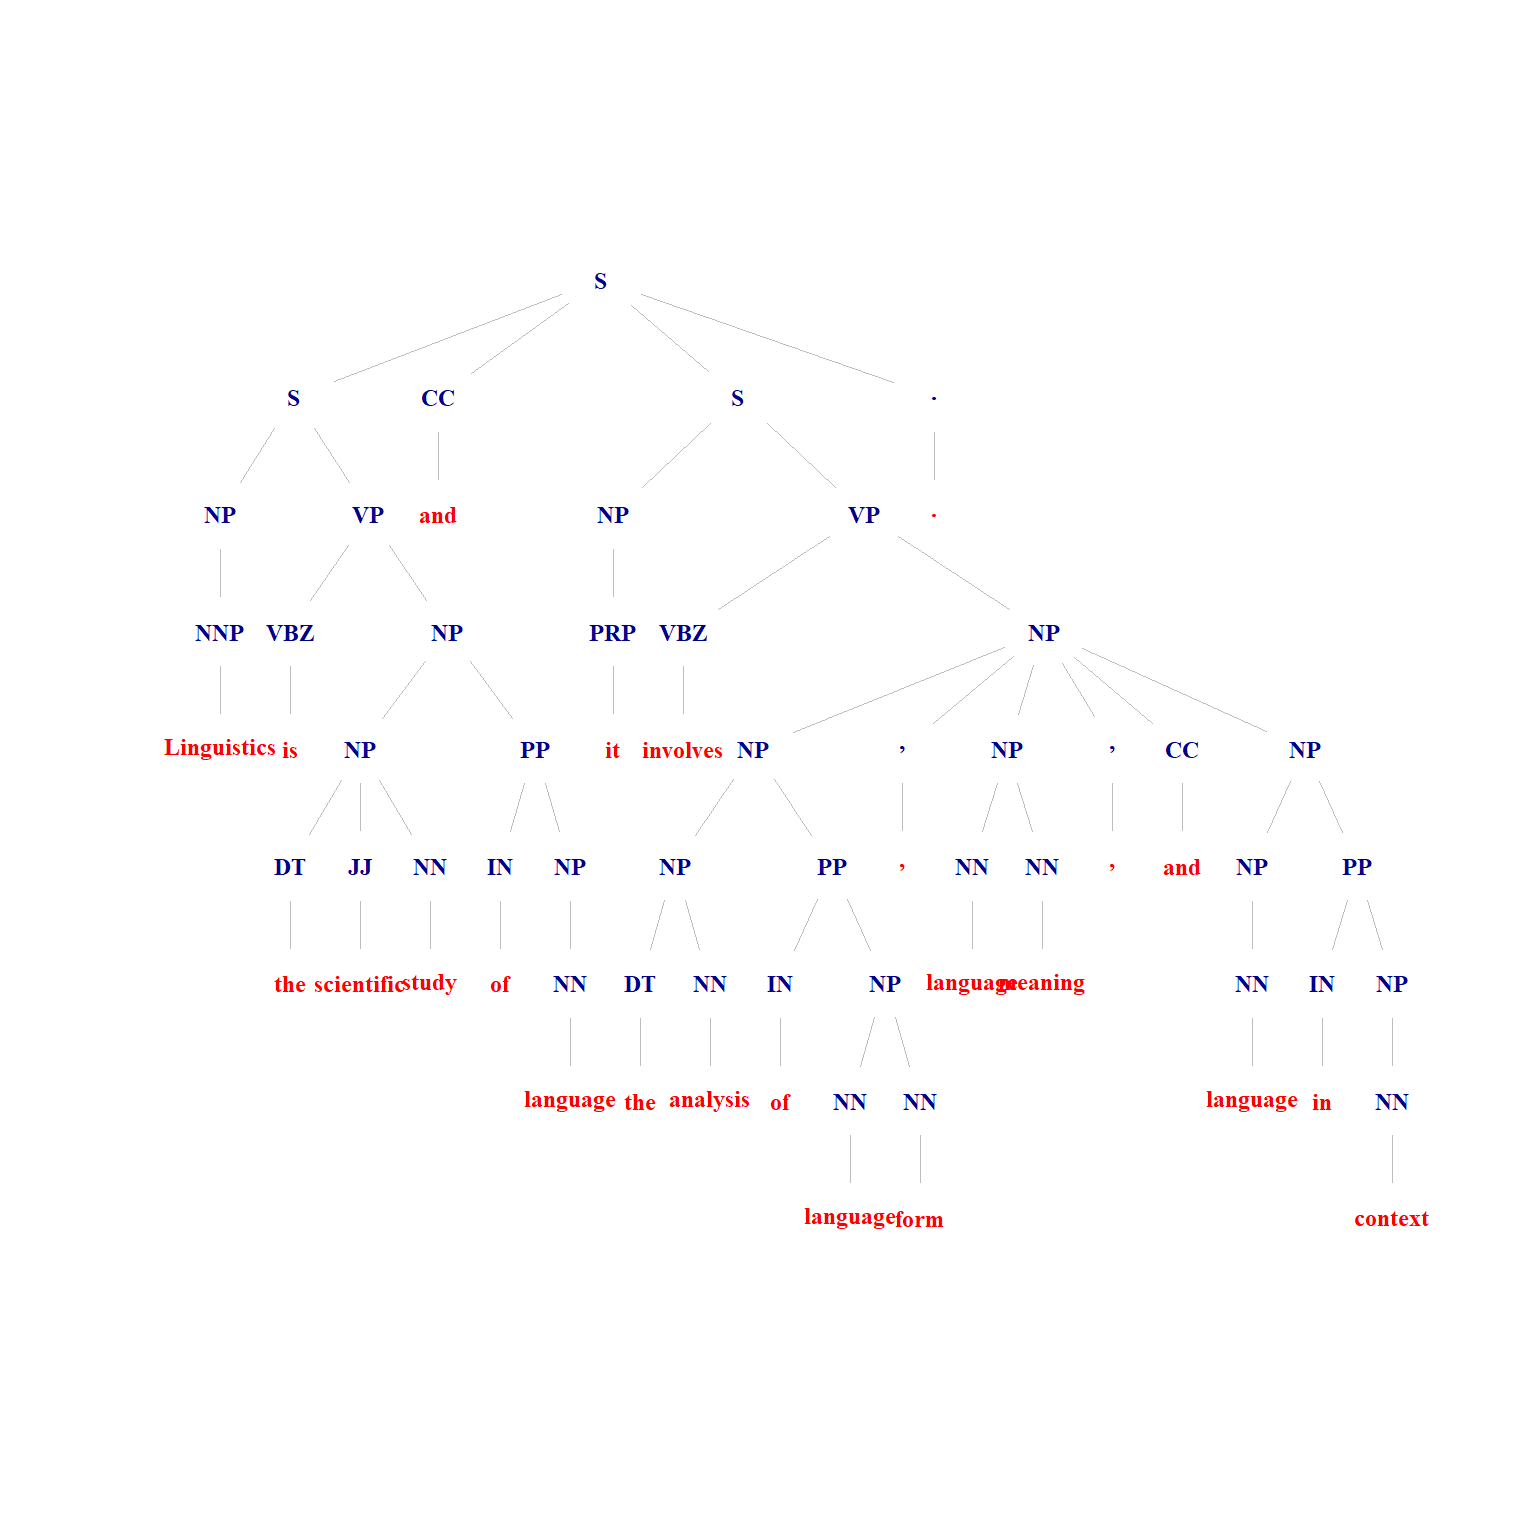 S
S CC S .
NP VP and NP VP .
NNP VBZ NP PRP VBZ NP
Linguistics is NP PP it involves NP , NP , CC NP
DT JJ NN IN NP NP PP , NN NN , and NP PP
the scientific study of NN DT NN IN NP language meaning NN IN NP
language the analysis of NN NN language in NN
language form context